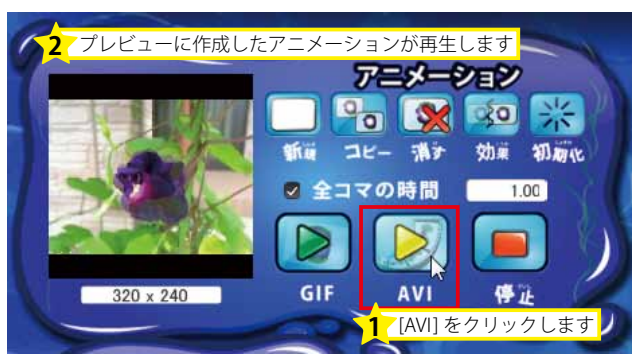 2 プレビューに作成したアニメーションが再生します
アニメーション
新規 コピー 消す 効果 初期化
全コマの時間 1.00
320 x 240
GIF AVI 停止
1 [AVI] をクリックします